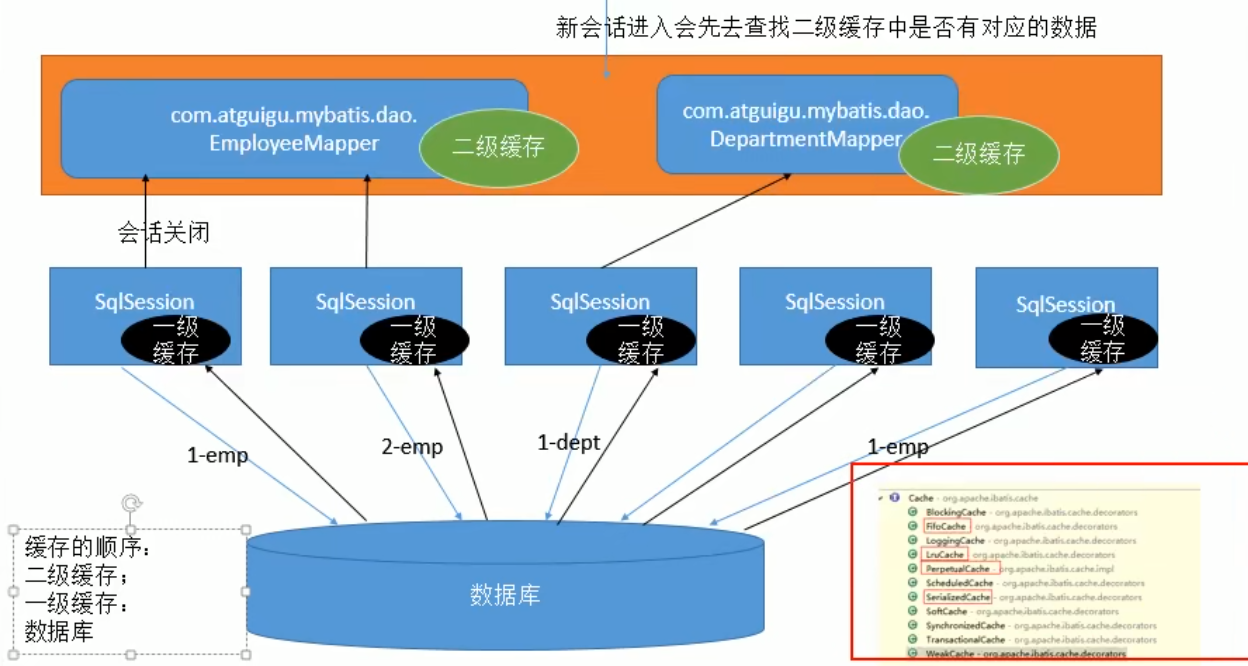 新会话进入会先去查找二级缓存中是否有对应的数据
com.atguigu.mybatis.dao.
EmployeeMapper
二级缓存
com.atguigu.mybatis.dao.
DepartmentMapper
二级缓存
会话关闭
SqlSession
一级
缓存
SqlSession
一级
缓存
SqlSession
一级
缓存
SqlSession
一级
缓存
SqlSession
一级
缓存
1-emp
2-emp
1-dept
1-emp
缓存的顺序：
二级缓存；
一级缓存：
数据库
数据库
Cache - org.apache.ibatis.cache
BlockingCache - org.apache.ibatis.cache.decorators
FifoCache - org.apache.ibatis.cache.decorators
LoggingCache - org.apache.ibatis.cache.decorators
LruCache - org.apache.ibatis.cache.decorators
PerpetualCache - org.apache.ibatis.cache.impl
ScheduledCache - org.apache.ibatis.cache.decorators
SerializedCache - org.apache.ibatis.cache.decorators
SoftCache - org.apache.ibatis.cache.decorators
SynchronizedCache - org.apache.ibatis.cache.decorators
TransactionalCache - org.apache.ibatis.cache.decorators
WeakCache - org.apache.ibatis.cache.decorators